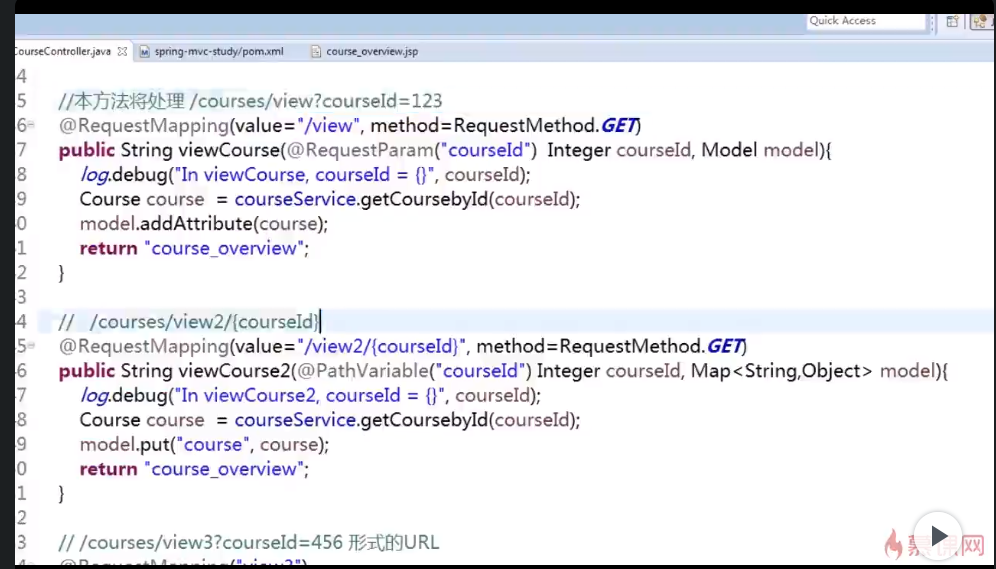 Quick Access
CourseController.java spring-mvc-study/pom.xml course_overview.jsp
4
5 //本方法将处理 /courses/view?courseId=123
6 @RequestMapping(value="/view", method=RequestMethod.GET)
7 public String viewCourse(@RequestParam("courseId") Integer courseId, Model model){
8 log.debug("In viewCourse, courseId = {}", courseId);
9 Course course = courseService.getCoursebyId(courseId);
0 model.addAttribute(course);
1 return "course_overview";
2 }
3
4 // /courses/view2/{courseId}
5 @RequestMapping(value="/view2/{courseId}", method=RequestMethod.GET)
6 public String viewCourse2(@PathVariable("courseId") Integer courseId, Map<String,Object> model){
7 log.debug("In viewCourse2, courseId = {}", courseId);
8 Course course = courseService.getCoursebyId(courseId);
9 model.put("course", course);
0 return "course_overview";
1 }
2
3 // /courses/view3?courseId=456 形式的URL
4 @RequestMapping("view3")
慕课网